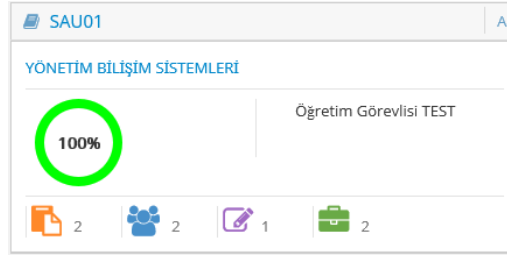 SAU01
A
YÖNETİM BİLİŞİM SİSTEMLERİ
Öğretim Görevlisi TEST
100%
2 2 1 2